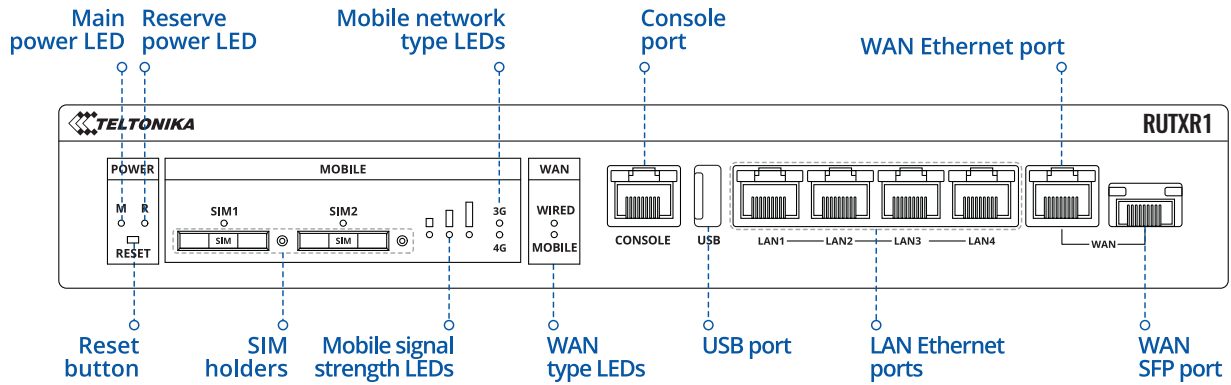 Main
power LED
Reserve
power LED
Mobile network
type LEDs
Console
port
WAN Ethernet port
TELTONIKA
RUTXR1
POWER
MOBILE
WAN
M R
SIM1
SIM2
3G
WIRED
SIM
SIM
4G
MOBILE
RESET
CONSOLE
USB
LAN1
LAN2
LAN3
LAN4
WAN
Reset
button
SIM
holders
Mobile signal
strength LEDs
WAN
type LEDs
USB port
LAN Ethernet
ports
WAN
SFP port